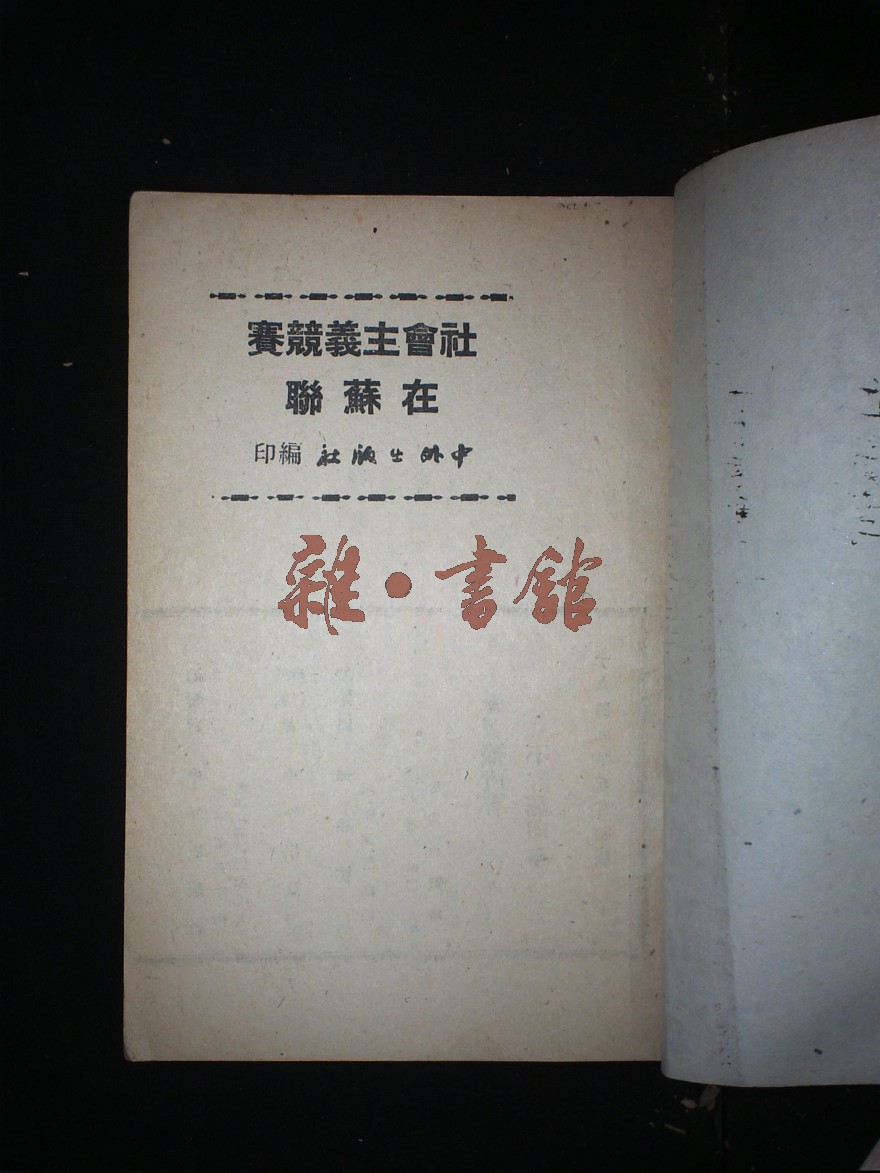 社會主義競賽
在蘇聯
中外出版社 編印
雜·書館